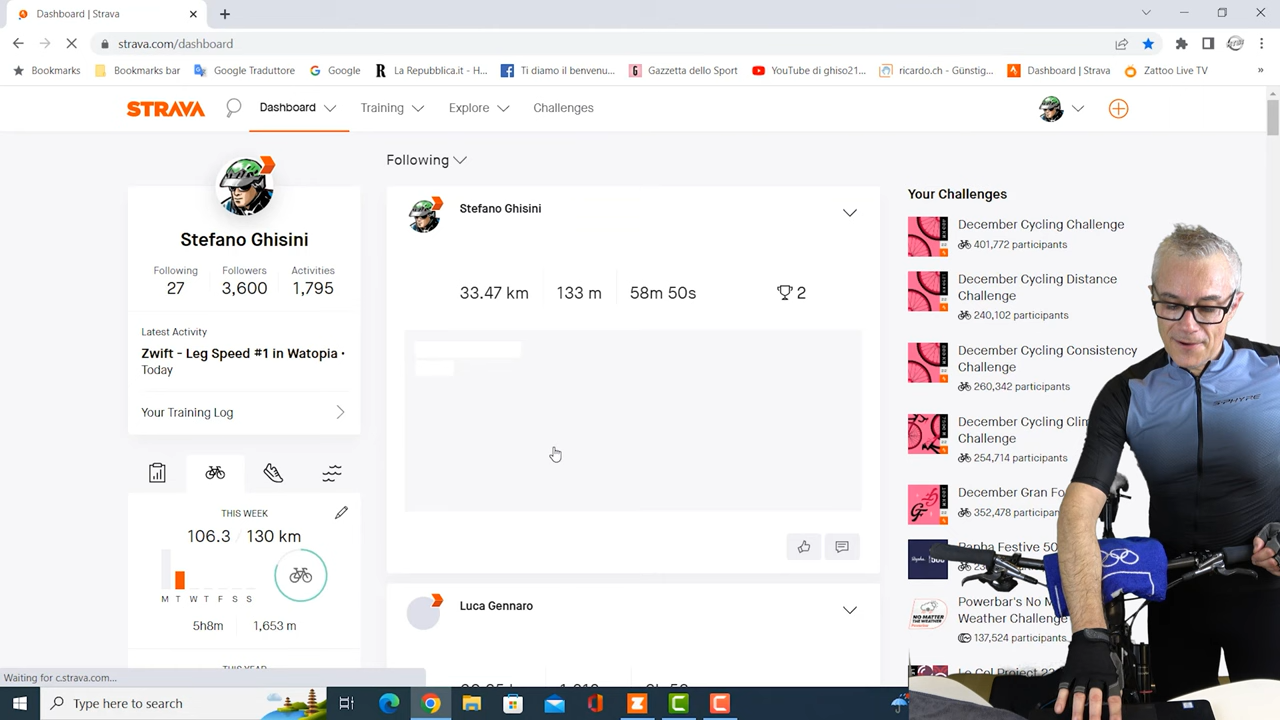 Dashboard | Strava
strava.com/dashboard
Bookmarks
Bookmarks bar
Google Traduttore
Google
La Repubblica.it - H...
Ti diamo il benvenu...
Gazzetta dello Sport
YouTube di ghiso21...
ricardo.ch - Günstig...
Dashboard | Strava
Zattoo Live TV
STRAVA
Dashboard
Training
Explore
Challenges
Stefano Ghisini
Following
Followers
Activities
27
3,600
1,795
Latest Activity
Zwift - Leg Speed #1 in Watopia •
Today
Your Training Log
THIS WEEK
106.3 / 130 km
M T W T F S S
5h8m
1,653 m
THIS YEAR
Following
Stefano Ghisini
33.47 km
133 m
58m 50s
2
Luca Gennaro
Your Challenges
December Cycling Challenge
401,772 participants
December Cycling Distance
Challenge
240,102 participants
December Cycling Consistency
Challenge
260,342 participants
December Cycling Clim
Challenge
254,714 participants
December Gran Fo
352,478 participan
Rapha Festive 50
Powerbar's No M
Weather Challenge
137,524 participants
Waiting for c.strava.com...
Type here to search